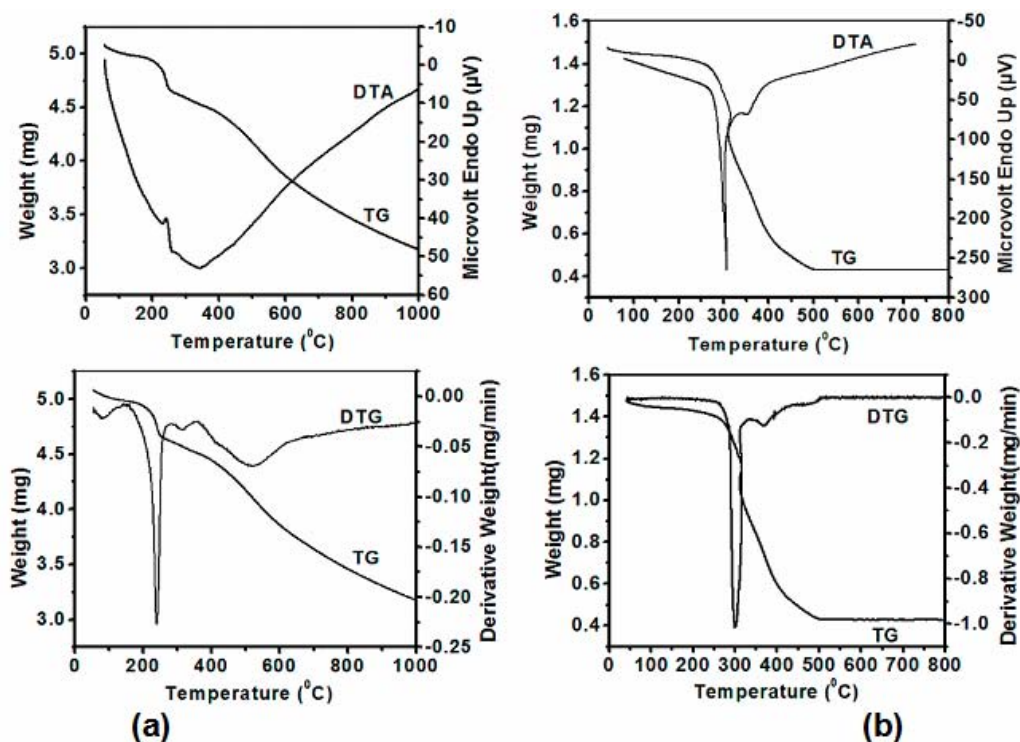 5.0
4.5
4.0
3.5
3.0
Weight (mg)
-10
0
10
20
30
40
50
60
Microvolt Endo Up (µV)
DTA
TG
0 200 400 600 800 1000
Temperature (⁰C)
1.6
1.4
1.2
1.0
0.8
0.6
0.4
Weight (mg)
-50
0
50
100
150
200
250
300
Microvolt Endo Up (µV)
DTA
TG
0 100 200 300 400 500 600 700 800
Temperature (⁰C)
5.0
4.5
4.0
3.5
3.0
Weight (mg)
0.00
-0.05
-0.10
-0.15
-0.20
-0.25
Derivative Weight(mg/min)
DTG
TG
0 200 400 600 800 1000
Temperature (⁰C)
1.6
1.4
1.2
1.0
0.8
0.6
0.4
Weight (mg)
0.0
-0.2
-0.4
-0.6
-0.8
-1.0
Derivative Weight(mg/min)
DTG
TG
0 100 200 300 400 500 600 700 800
Temperature (⁰C)
(a) (b)